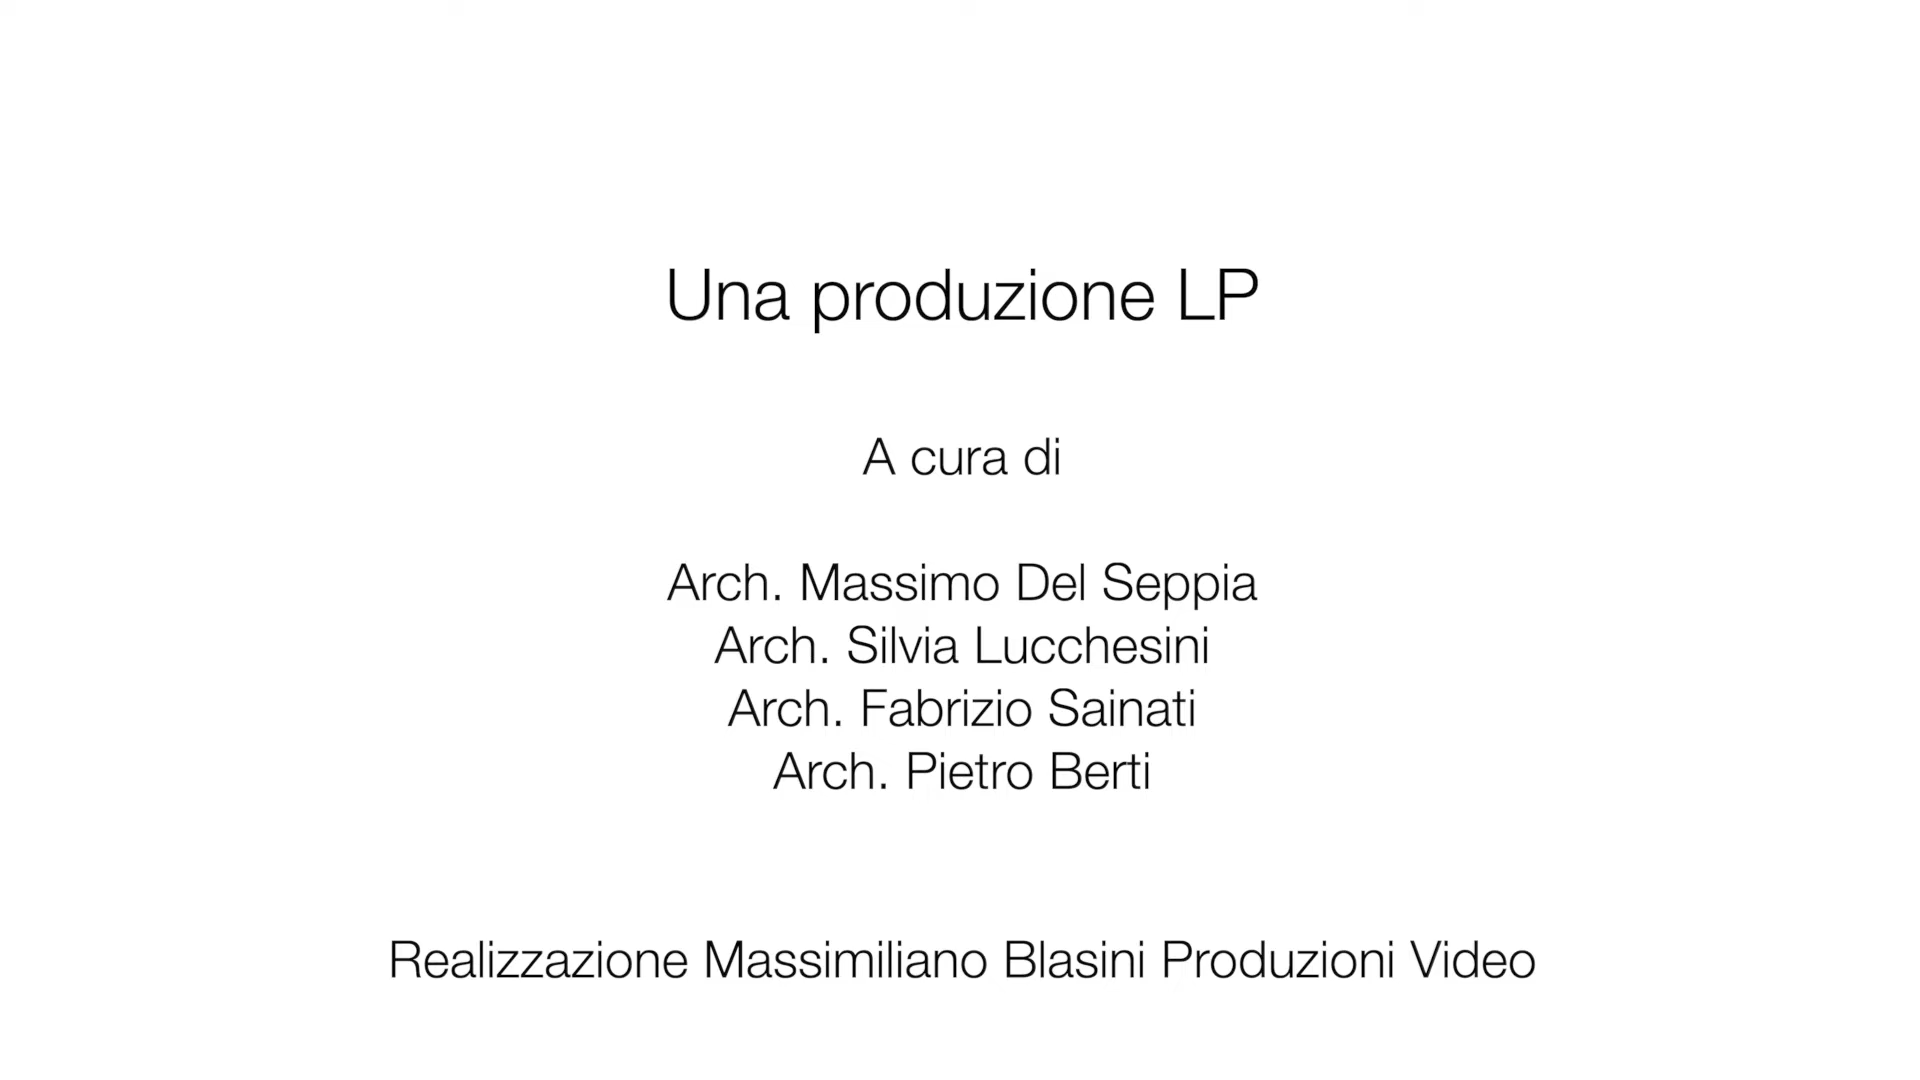 Una produzione LP
A cura di
Arch. Massimo Del Seppia
Arch. Silvia Lucchesini
Arch. Fabrizio Sainati
Arch. Pietro Berti
Realizzazione Massimiliano Blasini Produzioni Video